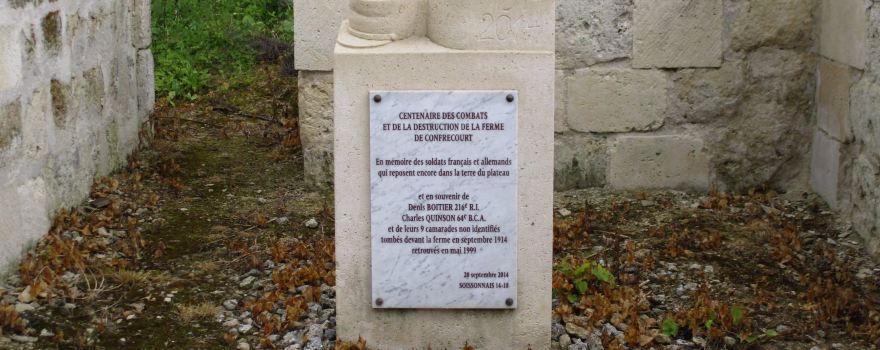 2014
CENTENAIRE DES COMBATS
ET DE LA DESTRUCTION DE LA FERME
DE CONFRECOURT
En mémoire des soldats français et allemands
qui reposent encore dans la terre du plateau
et en souvenir de
Denis BOITIER 216e R.I.
Charles QUINSON 64e B.C.A.
et de leurs 9 camarades non identifiés
tombés devant la ferme en septembre 1914
retrouvés en mai 1999
20 septembre 2014
SOISSONNAIS 14-18